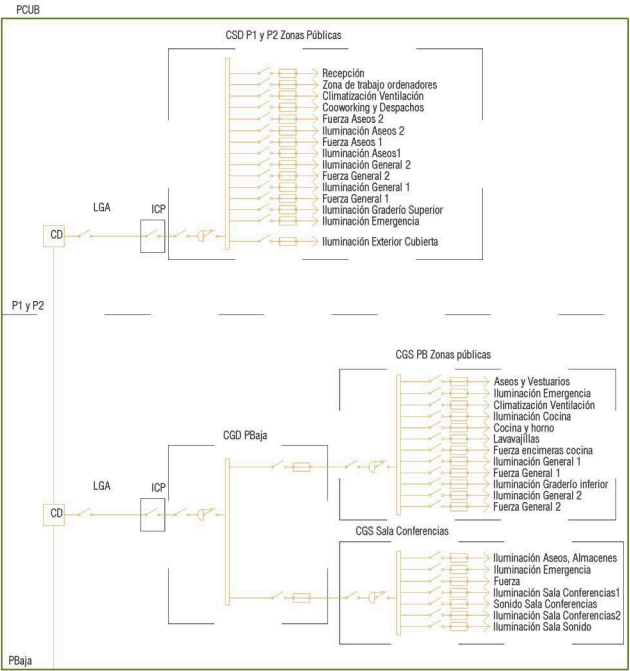 PCUB
CSD P1 y P2 Zonas Públicas
Recepción
Zona de trabajo ordenadores
Climatización Ventilación
Cooworking y Despachos
Fuerza Aseos 2
Iluminación Aseos 2
Fuerza Aseos 1
Iluminación Aseos1
Iluminación General 2
Fuerza General 2
Iluminación General 1
Fuerza General 1
Iluminación Graderío Superior
Iluminación Emergencia
Iluminación Exterior Cubierta
LGA
ICP
CD
P1 y P2
CGS PB Zonas públicas
Aseos y Vestuarios
Iluminación Emergencia
Climatización Ventilación
Iluminación Cocina
Cocina y horno
Lavavajíllas
Fuerza encimeras cocina
Iluminación General 1
Fuerza General 1
Iluminación Graderío inferior
Iluminación General 2
Fuerza General 2
CGD PBaja
LGA
ICP
CD
CGS Sala Conferencias
Iluminación Aseos, Almacenes
Iluminación Emergencia
Fuerza
Iluminación Sala Conferencias1
Sonido Sala Conferencias
Iluminación Sala Conferencias2
Iluminación Sala Sonido
PBaja